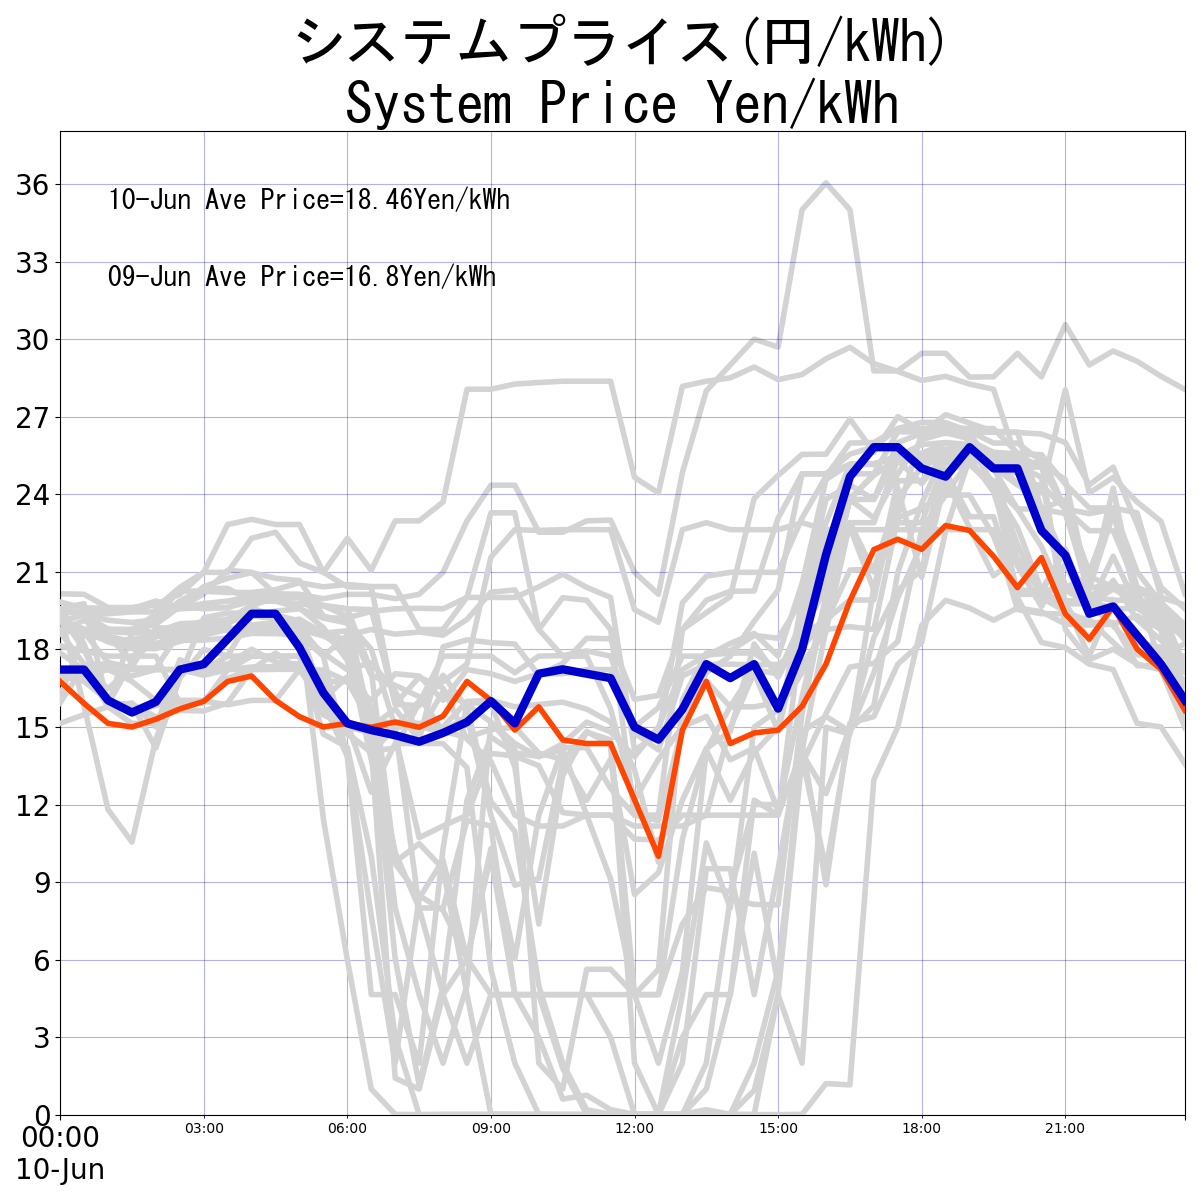 システムプライス(円/kWh)
System Price Yen/kWh
36
10-Jun Ave Price=18.46Yen/kWh
33
09-Jun Ave Price=16.8Yen/kWh
30
27
24
21
18
15
12
9
6
3
0
00:00 03:00 06:00 09:00 12:00 15:00 18:00 21:00
10-Jun